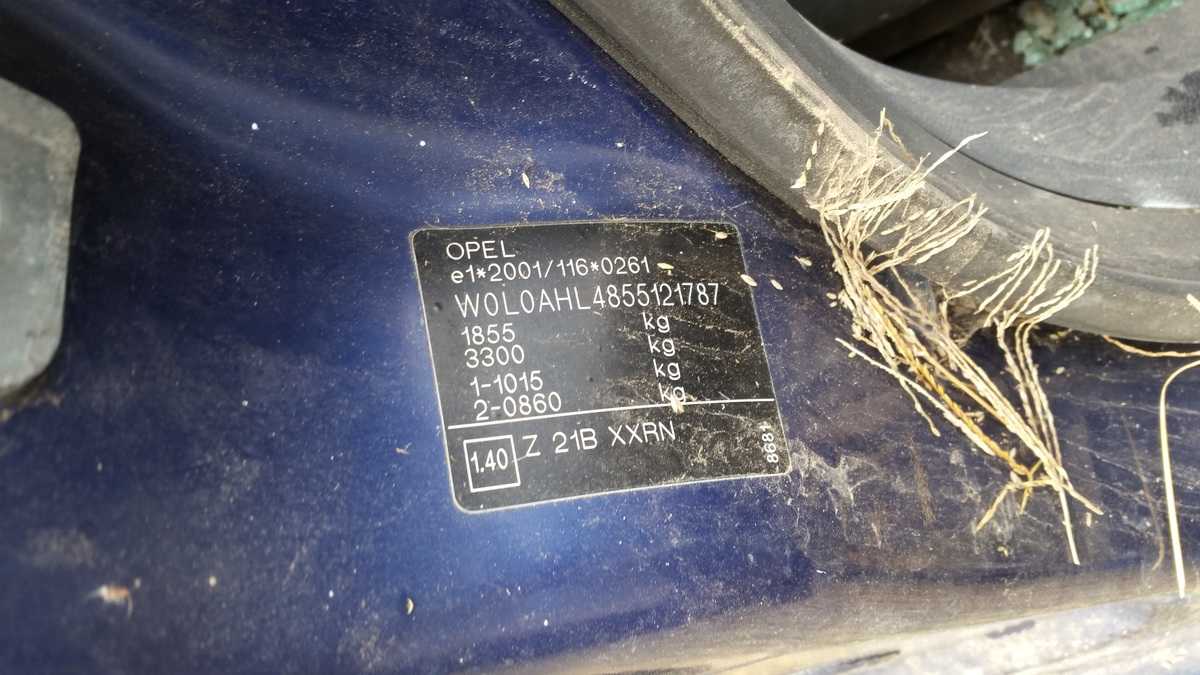 OPEL
e1*2001/116*0261
W0L0AHL4855121787
1855 kg
3300 kg
1-1015 kg
2-0860 kg
1.40 Z 21B XXRN
8681